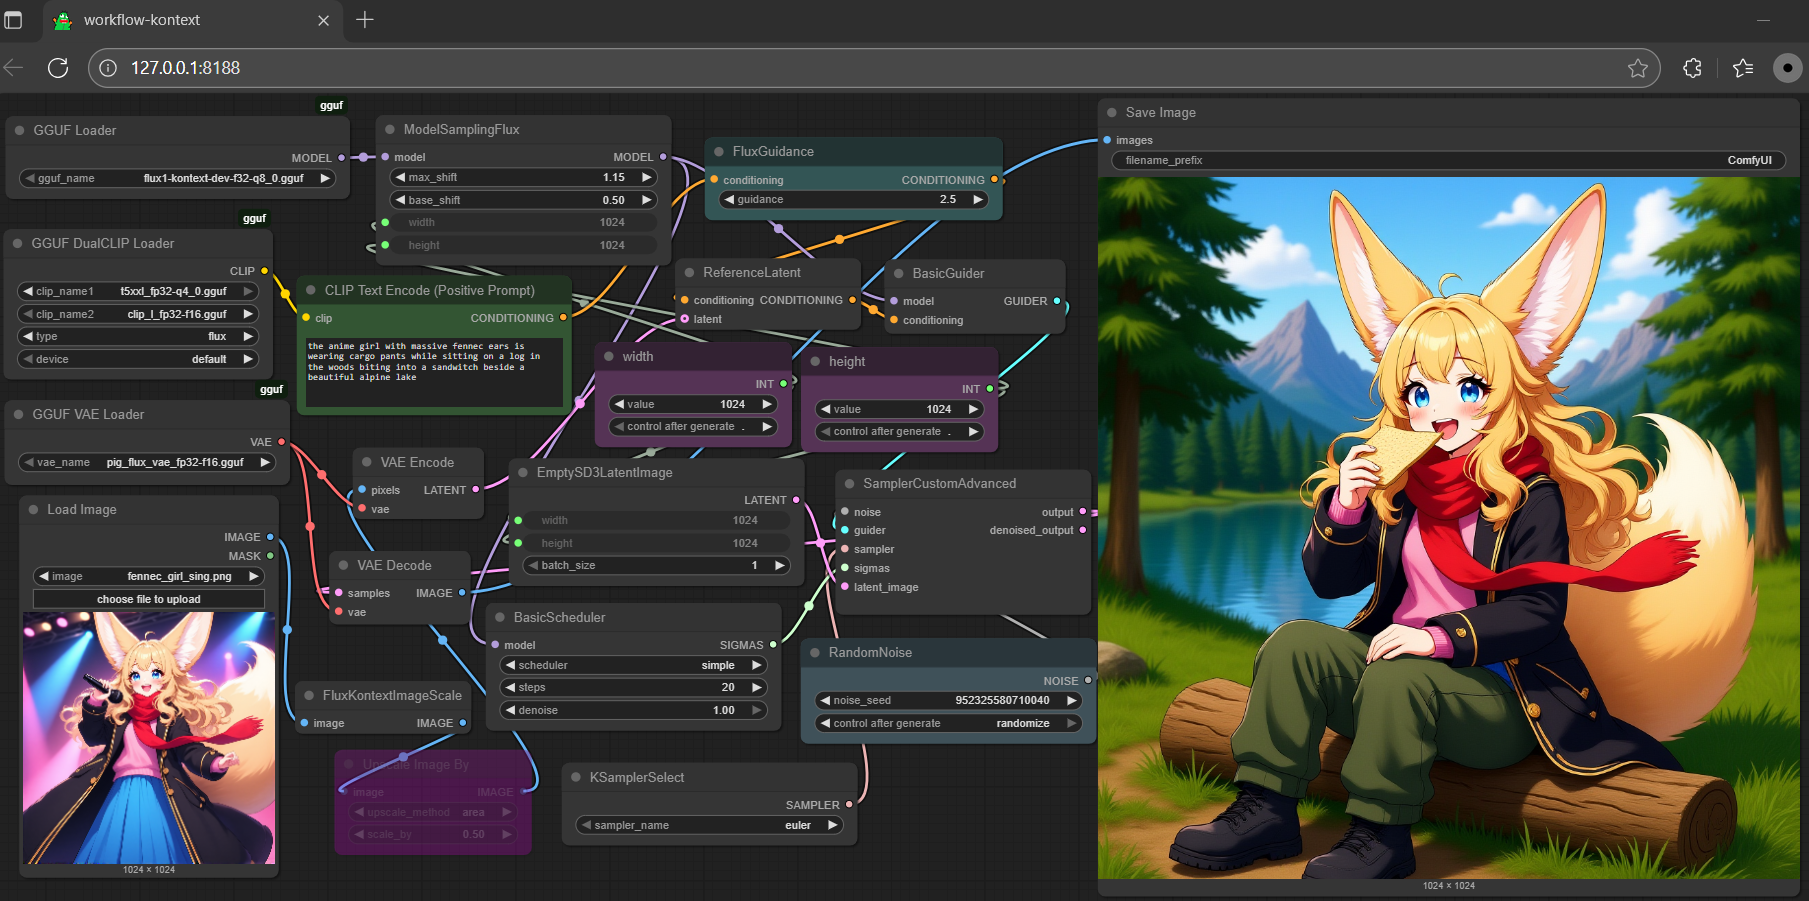 workflow-kontext
127.0.0.1:8188
gguf
GGUF Loader
MODEL
gguf_name flux1-kontext-dev-f32-q8_0.gguf
gguf
GGUF DualCLIP Loader
CLIP
clip_name1 t5xxl_fp32-q4_0.gguf
clip_name2 clip_l_fp32-f16.gguf
type flux
device default
gguf
GGUF VAE Loader
VAE
vae_name pig_flux_vae_fp32-f16.gguf
Load Image
IMAGE
MASK
image fennec_girl_sing.png
choose file to upload
1024 × 1024
ModelSamplingFlux
model MODEL
max_shift 1.15
base_shift 0.50
width 1024
height 1024
CLIP Text Encode (Positive Prompt)
clip CONDITIONING
the anime girl with massive fennec ears is
wearing cargo pants while sitting on a log in
the woods biting into a sandwitch beside a
beautiful alpine lake
VAE Encode
pixels LATENT
vae
VAE Decode
samples IMAGE
vae
FluxKontextImageScale
image IMAGE
Upscale Image By
image IMAGE
upscale_method area
scale_by 0.50
FluxGuidance
conditioning CONDITIONING
guidance 2.5
ReferenceLatent
conditioning CONDITIONING
latent
BasicGuider
model GUIDER
conditioning
width
INT
value 1024
control after generate .
height
INT
value 1024
control after generate .
EmptySD3LatentImage
LATENT
width 1024
height 1024
batch_size 1
BasicScheduler
model SIGMAS
scheduler simple
steps 20
denoise 1.00
KSamplerSelect
SAMPLER
sampler_name euler
SamplerCustomAdvanced
noise output
guider denoised_output
sampler
sigmas
latent_image
RandomNoise
NOISE
noise_seed 952325580710040
control after generate randomize
Save Image
images
filename_prefix ComfyUI
1024 × 1024